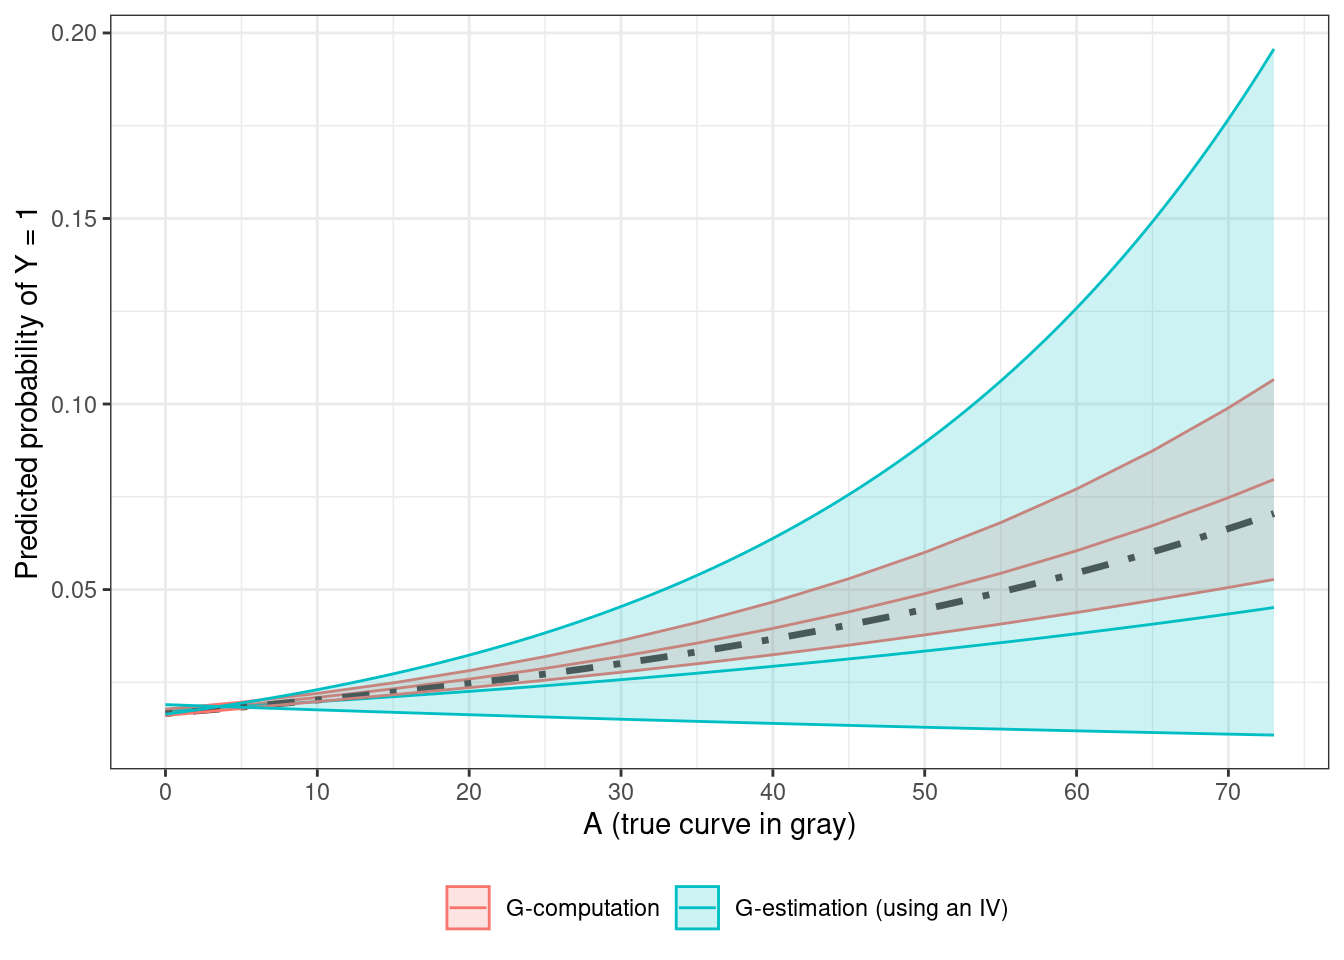 Predicted probability of Y = 1
0.20
0.15
0.10
0.05
0 10 20 30 40 50 60 70
A (true curve in gray)
G-computation G-estimation (using an IV)